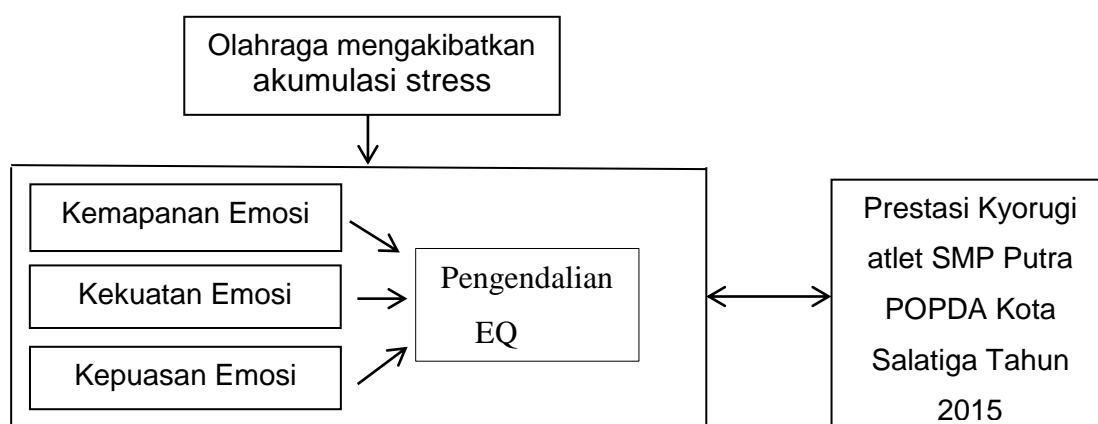 Olahraga mengakibatkan
akumulasi stress
Kemapanan Emosi
Kekuatan Emosi
Kepuasan Emosi
Pengendalian
EQ
Prestasi Kyorugi
atlet SMP Putra
POPDA Kota
Salatiga Tahun
2015